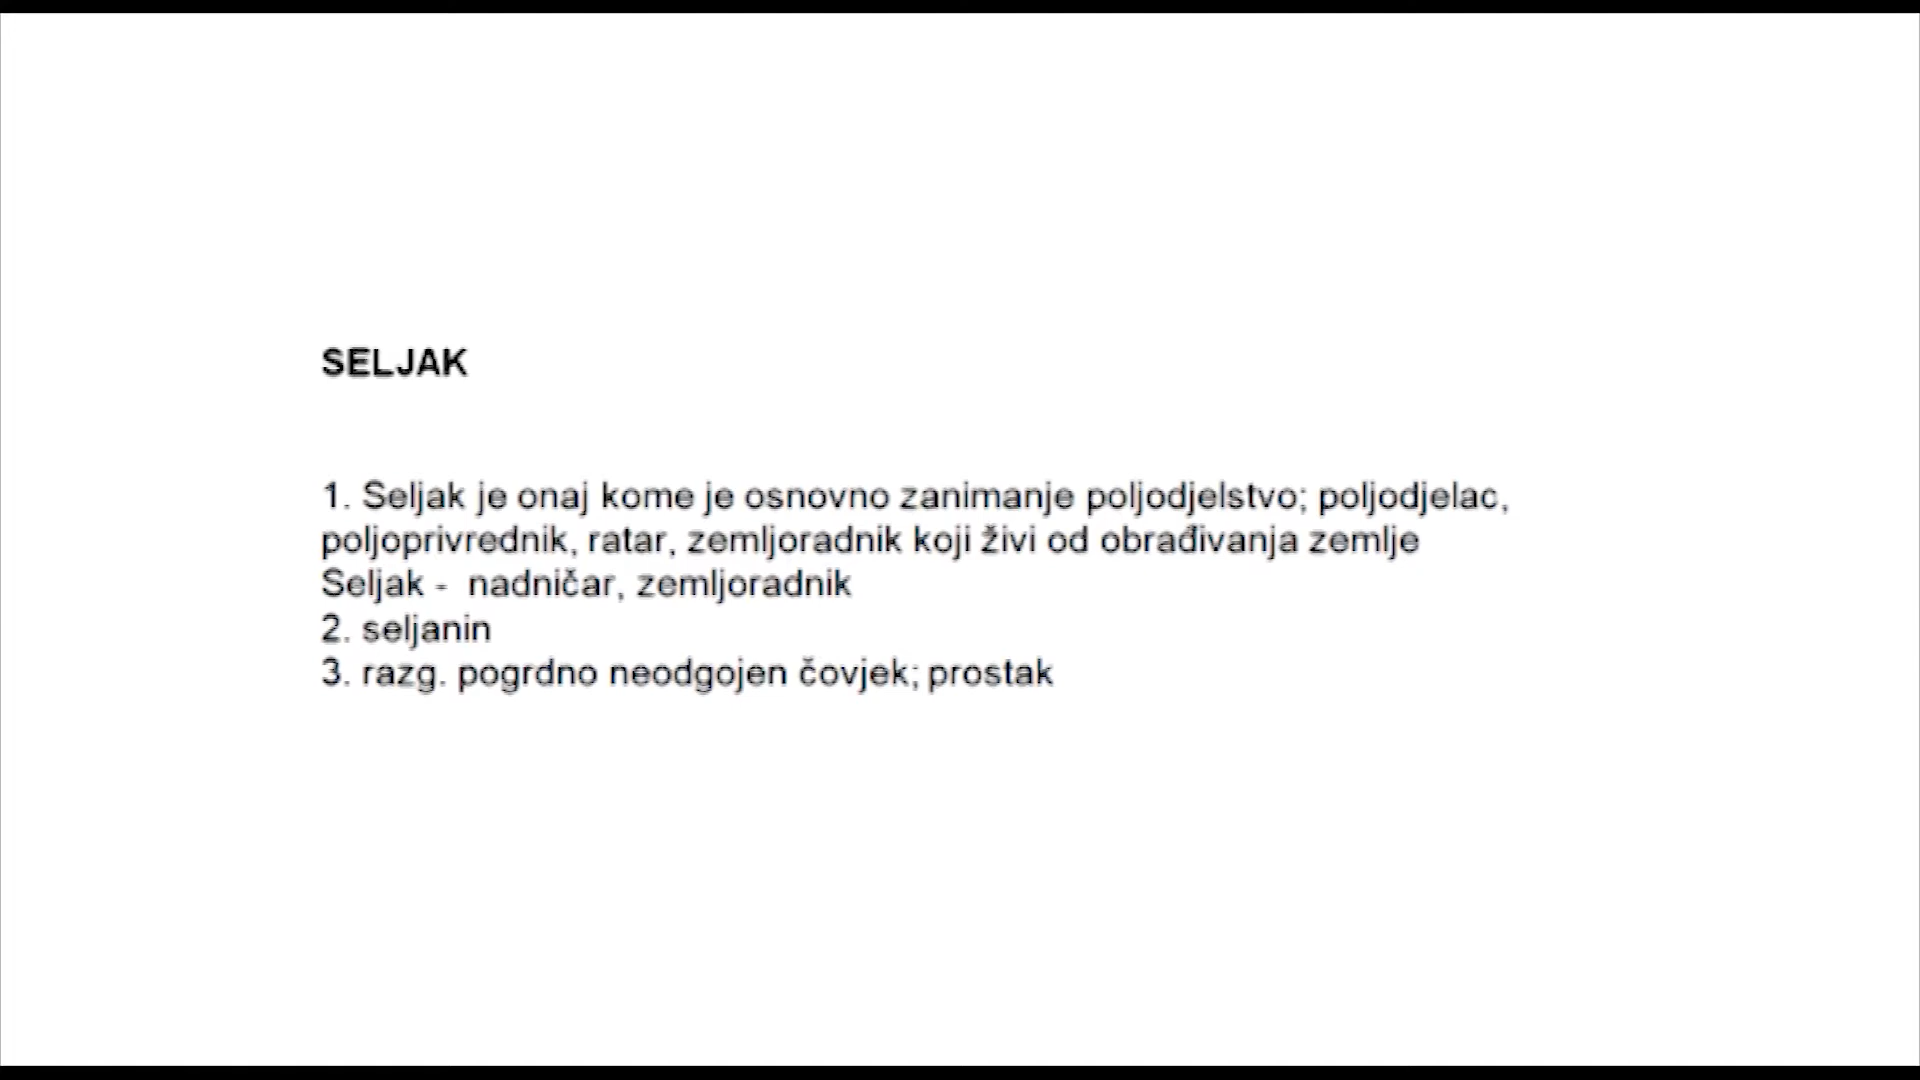 SELJAK
1. Seljak je onaj kome je osnovno zanimanje poljodjelstvo; poljodjelac,
poljoprivrednik, ratar, zemljoradnik koji živi od obrađivanja zemlje
Seljak -  nadničar, zemljoradnik
2. seljanin
3. razg. pogrdno neodgojen čovjek; prostak